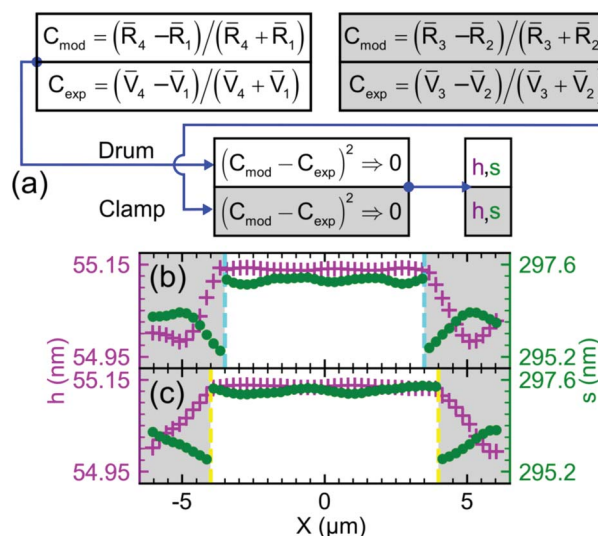 C_mod = (R̄_4 – R̄_1)/(R̄_4 + R̄_1)
C_exp = (V̄_4 – V̄_1)/(V̄_4 + V̄_1)
C_mod = (R̄_3 – R̄_2)/(R̄_3 + R̄_2
C_exp = (V̄_3 – V̄_2)/(V̄_3 + V̄_2)
Drum
(C_mod – C_exp)² ⇒ 0
h,s
(a)
Clamp
(C_mod – C_exp)² ⇒ 0
h,s
55.15
(b)
297.6
54.95
295.2
55.15
(c)
297.6
54.95
295.2
h (nm)
s (nm)
-5
0
5
X (μm)